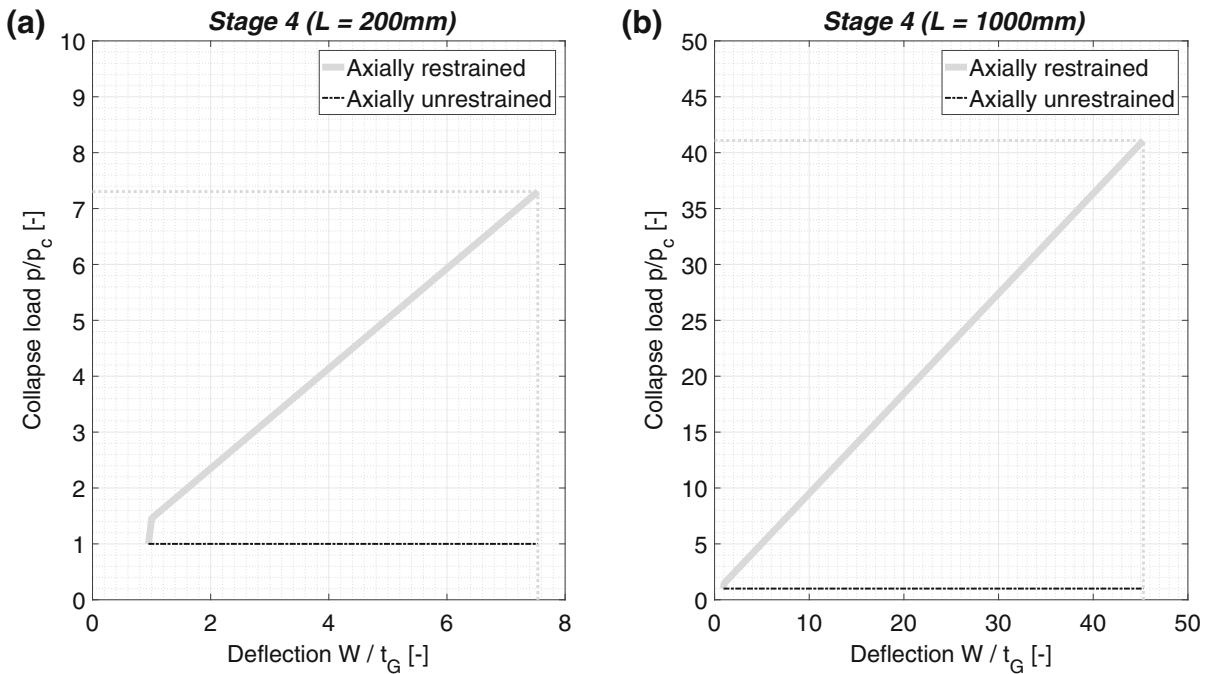 (a)
Stage 4 (L = 200mm)
10
9
8
7
6
5
4
3
2
1
0
0 2 4 6 8
Collapse load p/p_c [-]
Deflection W / t_G [-]
Axially restrained
Axially unrestrained
(b)
Stage 4 (L = 1000mm)
50
45
40
35
30
25
20
15
10
5
0
0 10 20 30 40 50
Collapse load p/p_c [-]
Deflection W / t_G [-]
Axially restrained
Axially unrestrained